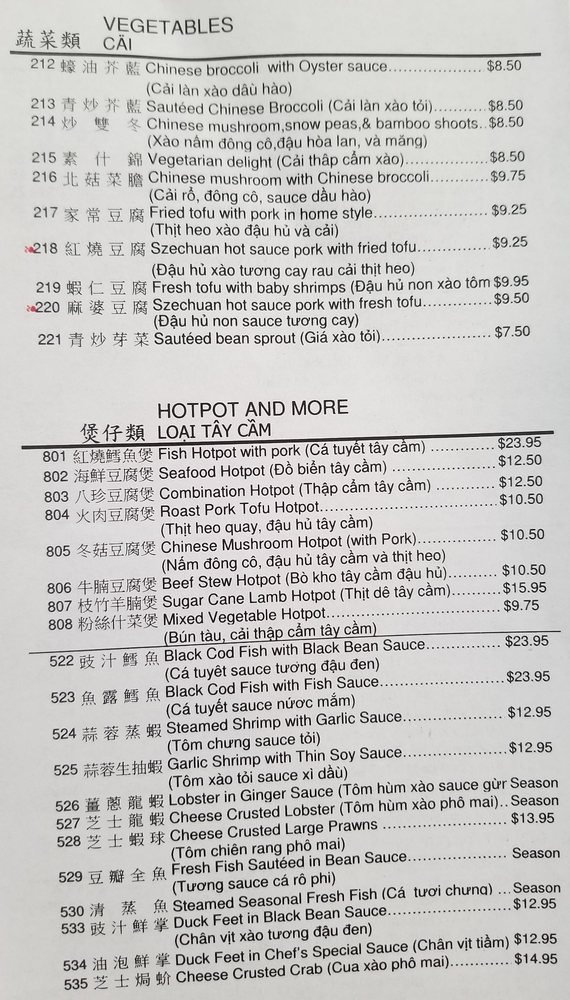 VEGETABLES
蔬菜類 CÃI
212 蠔油芥藍 Chinese broccoli with Oyster sauce.................... $8.50
(Cải làn xào dâù hào)
213 青炒芥藍 Sautéed Chinese Broccoli (Cải làn xào tỏi)........... $8.50
214 炒雙冬 Chinese mushroom,snow peas,& bamboo shoots..$8.50
(Xào nấm đông cô,đậu hòa lan, và măng)
215 素什錦 Vegetarian delight (Cải thâp cẩm xào)................ $8.50
216 北菇菜膽 Chinese mushroom with Chinese broccoli........... $9.75
(Cải rổ, đông cô, sauce dầu hào)
217 家常豆腐 Fried tofu with pork in home style..................... $9.25
(Thịt heo xào đậu hủ và cải)
218 紅燒豆腐 Szechuan hot sauce pork with fried tofu............. $9.25
(Đậu hủ xào tương cay rau cải thịt heo)
219 蝦仁豆腐 Fresh tofu with baby shrimps (Đậu hủ non xào tôm $9.95
220 麻婆豆腐 Szechuan hot sauce pork with fresh tofu............ $9.50
(Đậu hủ non sauce tương cay)
221 青炒芽菜 Sautéed bean sprout (Giá xào tỏi)..................... $7.50
HOTPOT AND MORE
煲仔類 LOẠI TÂY CẦM
801 紅燒鱈魚煲 Fish Hotpot with pork (Cá tuyết tây cầm) .............. $23.95
802 海鮮豆腐煲 Seafood Hotpot (Đồ biển tây cầm) .................... $12.50
803 八珍豆腐煲 Combination Hotpot (Thập cẩm tây cầm) ............ $12.50
804 火肉豆腐煲 Roast Pork Tofu Hotpot................................ $10.50
(Thịt heo quay, đậu hủ tây cầm)
805 冬菇豆腐煲 Chinese Mushroom Hotpot (with Pork)............... $10.50
(Nấm đông cô, đậu hủ tây cầm và thịt heo)
806 牛腩豆腐煲 Beef Stew Hotpot (Bò kho tây cầm đậu hủ).......... $10.50
807 枝竹羊腩煲 Sugar Cane Lamb Hotpot (Thịt dê tây cầm)......... $15.95
808 粉絲什菜煲 Mixed Vegetable Hotpot............................... $9.75
(Bún tàu, cải thâp cẩm tây cầm)
522 豉汁鱈魚 Black Cod Fish with Black Bean Sauce............... $23.95
(Cá tuyêt sauce tương đậu đen)
523 魚露鱈魚 Black Cod Fish with Fish Sauce....................... $23.95
(Cá tuyết sauce nứơc mắm)
524 蒜蓉蒸蝦 Steamed Shrimp with Garlic Sauce................... $12.95
(Tôm chưng sauce tỏi)
525 蒜蓉生抽蝦 Garlic Shrimp with Thin Soy Sauce................... $12.95
(Tôm xào tỏi sauce xì dầù)
526 薑蔥龍蝦 Lobster in Ginger Sauce (Tôm hùm xào sauce gừr Season
527 芝士龍蝦 Cheese Crusted Lobster (Tôm hùm xào phô mai).. Season
528 芝士蝦球 Cheese Crusted Large Prawns ....................... $13.95
(Tôm chiên rang phô mai)
529 豆瓣全魚 Fresh Fish Sautéed in Bean Sauce................... Season
(Tương sauce cá rô phi)
530 清蒸魚 Steamed Seasonal Fresh Fish (Cá tươi chưng) ...Season
533 豉汁鮮掌 Duck Feet in Black Bean Sauce..................... $12.95
(Chân vịt xào tương đậu đen)
534 油泡鮮掌 Duck Feet in Chef's Special Sauce (Chân vịt tiềm) $12.95
535 芝士焗蚧 Cheese Crusted Crab (Cua xào phô mai)............ $14.95